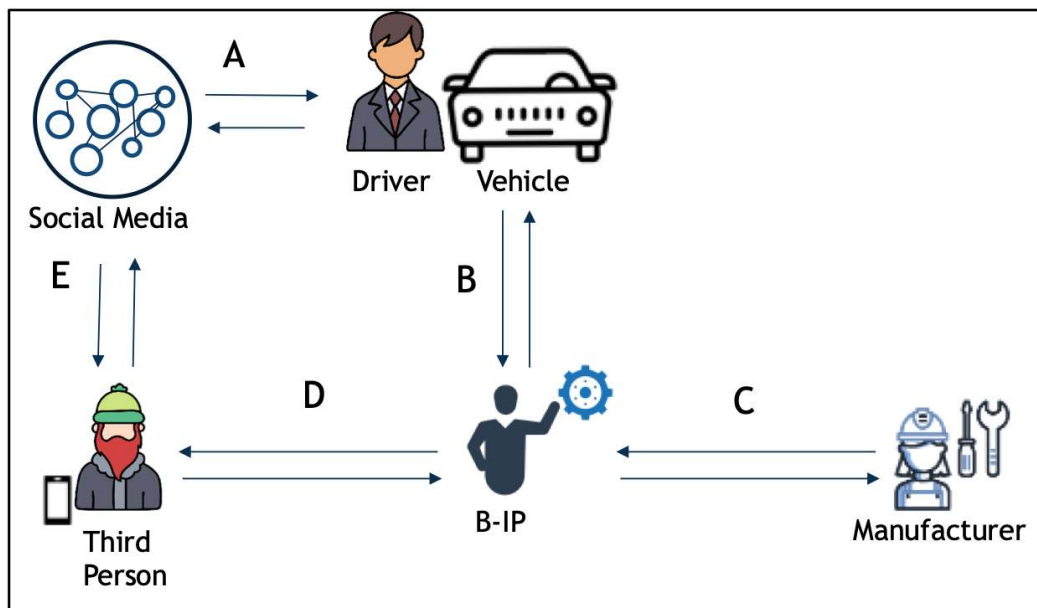 A
Driver
Vehicle
Social Media
E
B
D
C
B-IP
Manufacturer
Third
Person